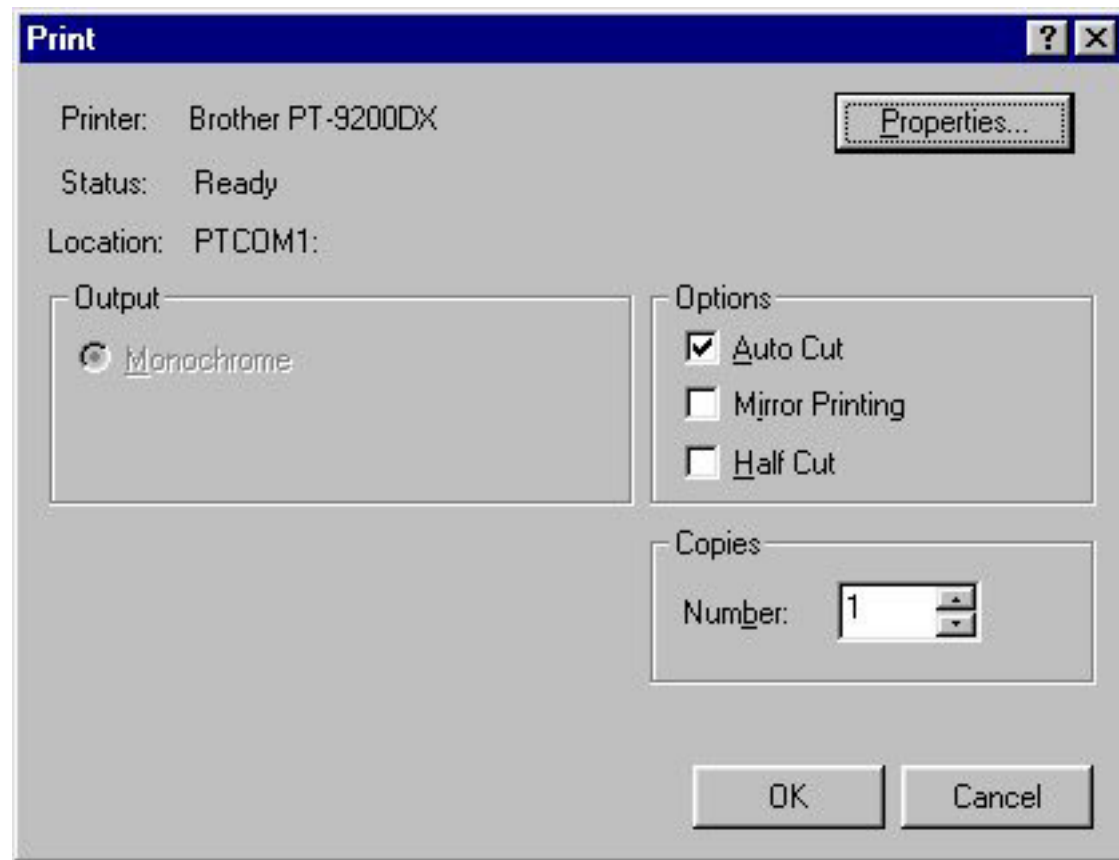 Print
Printer: Brother PT-9200DX
Properties...
Status: Ready
Location: PTCOM1:
Output
Monochrome
Options
Auto Cut
Mirror Printing
Half Cut
Copies
Number: 1
OK Cancel